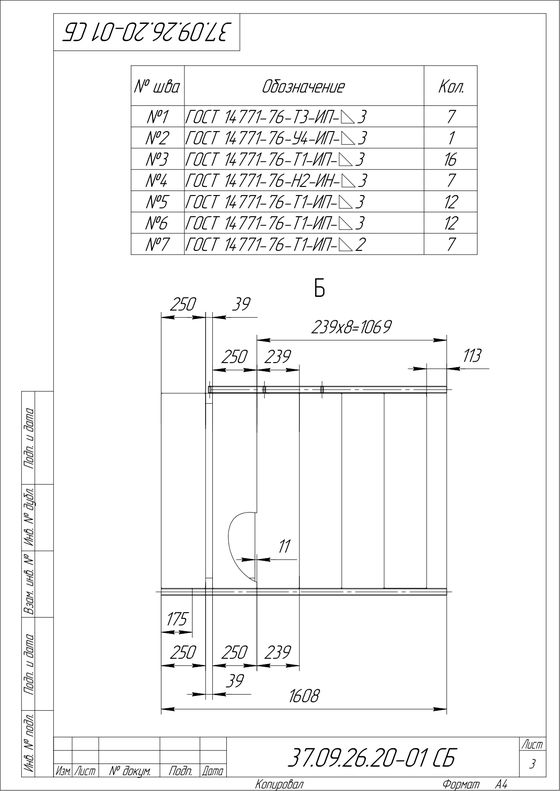 37.09.26.20-01 СБ
№ шва Обозначение Кол.
№1 ГОСТ 14771-76-Т3-ИП-◺3 7
№2 ГОСТ 14771-76-У4-ИП-◺3 1
№3 ГОСТ 14771-76-Т1-ИП-◺3 16
№4 ГОСТ 14771-76-Н2-ИН-◺3 7
№5 ГОСТ 14771-76-Т1-ИП-◺3 12
№6 ГОСТ 14771-76-Т1-ИП-◺3 12
№7 ГОСТ 14771-76-Т1-ИП-◺2 7
Б
250 39
239х8=1069
250 239 113
11
175
250 250 239
39
1608
Подп. и дата
Инв. № дубл.
Взам. инв. №
Подп. и дата
Инв. № подл.
Изм. Лист № докум. Подп. Дата
37.09.26.20-01 СБ
Лист
3
Копировал Формат А4